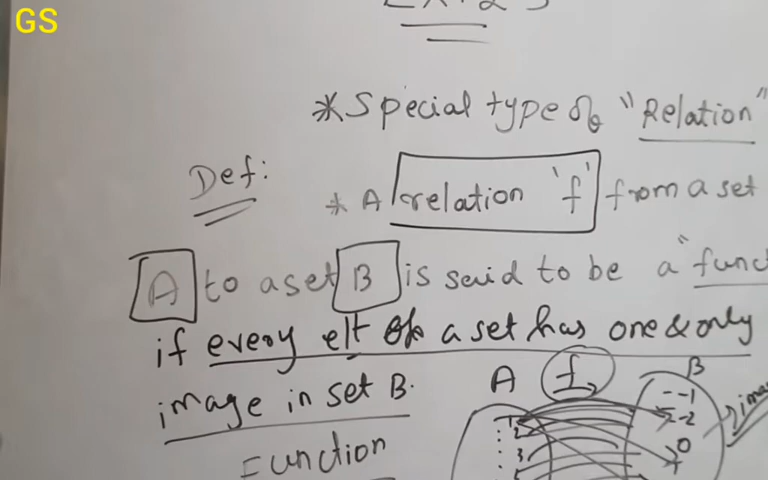 GS
* Special type of "Relation"
Def:
* A relation 'f' from a set
A to a set B is said to be a "func
if every elt of a set has one & only
image in set B.
A f B
1 --1
2 -2
3 0
Function